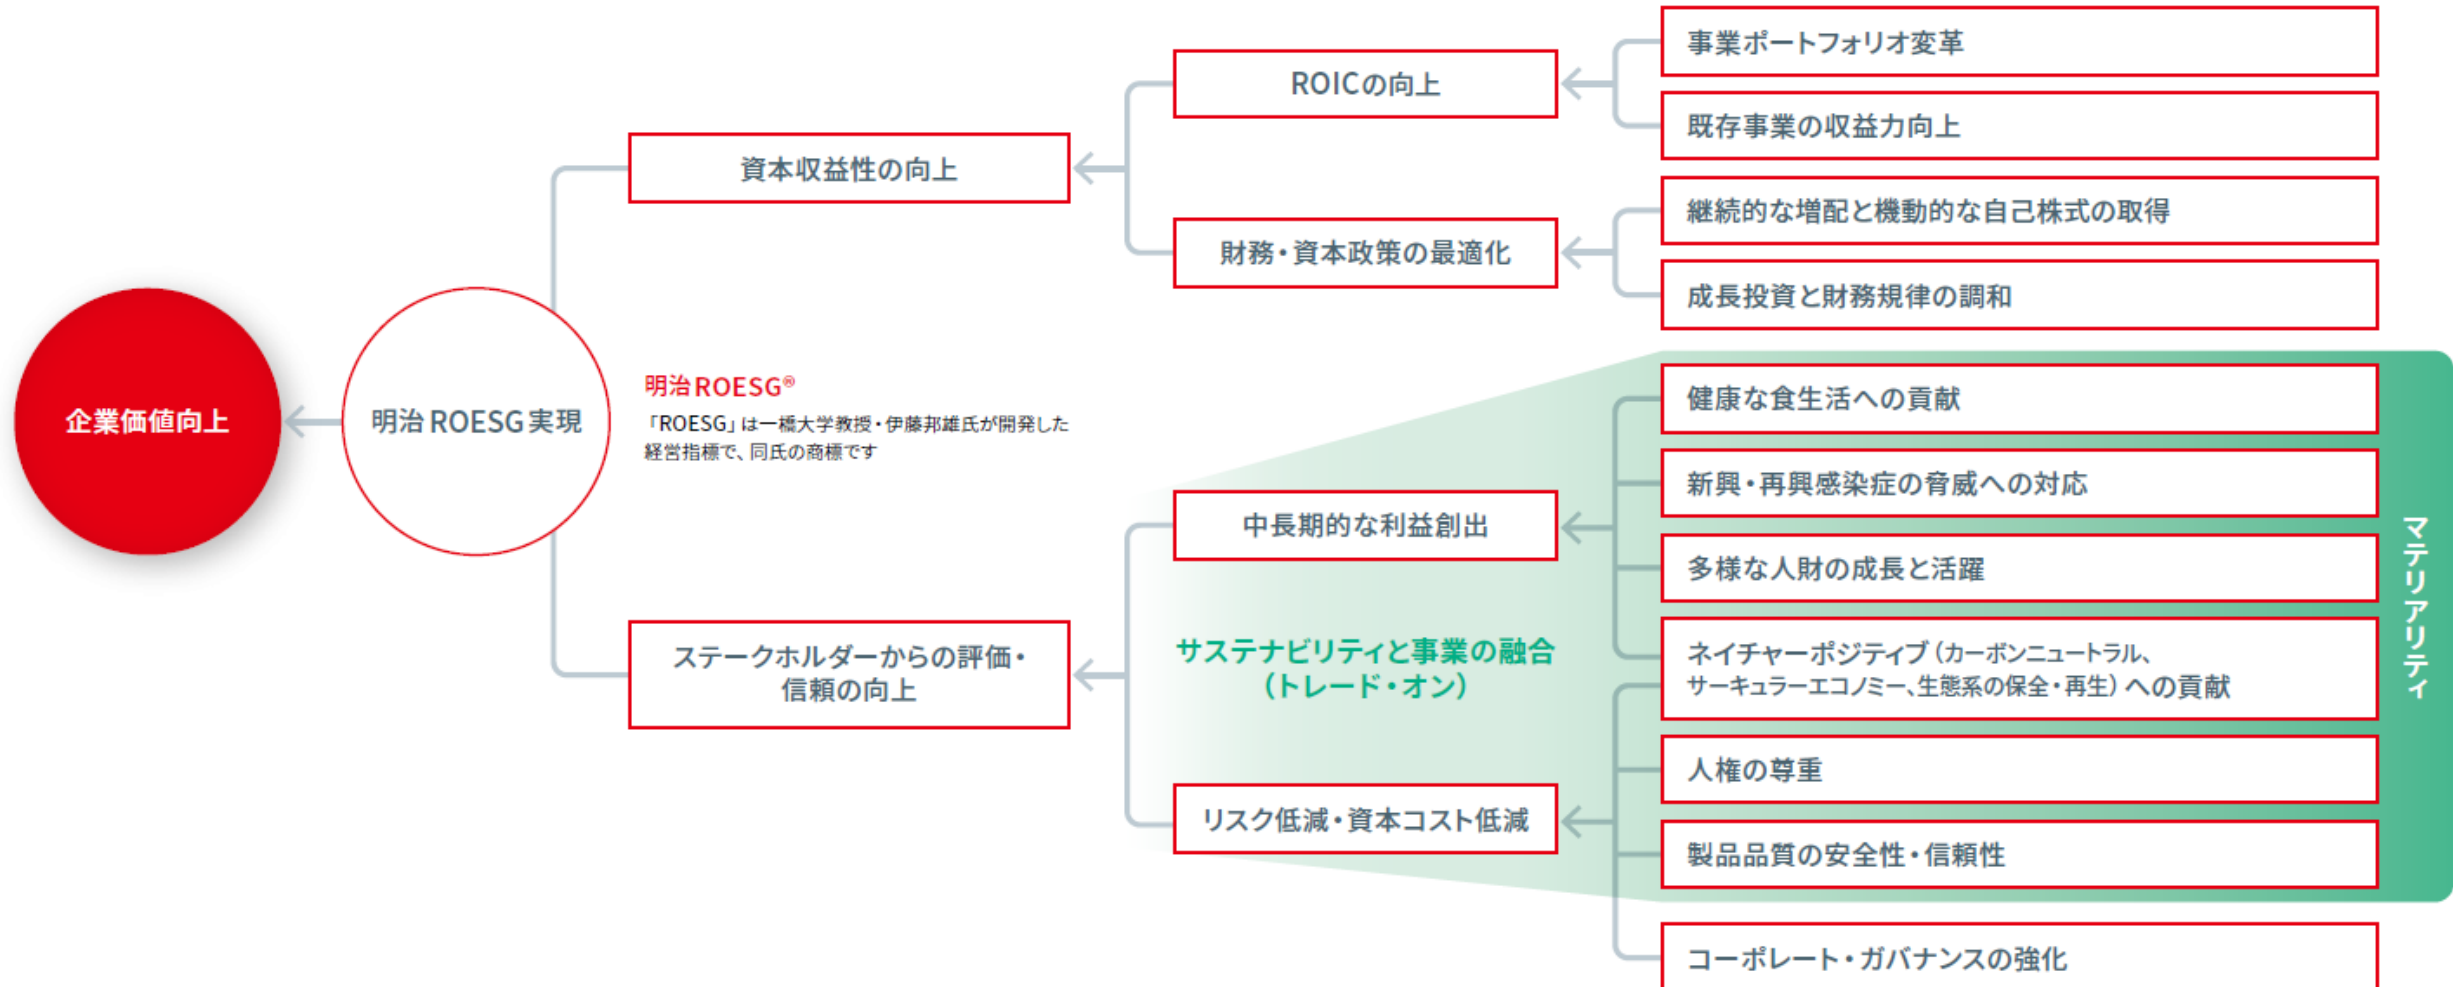 企業価値向上
明治ROESG実現
資本収益性の向上
ROICの向上
事業ポートフォリオ変革
既存事業の収益力向上
財務・資本政策の最適化
継続的な増配と機動的な自己株式の取得
成長投資と財務規律の調和
明治ROESG®
「ROESG」は一橋大学教授・伊藤邦雄氏が開発した
経営指標で、同氏の商標です
ステークホルダーからの評価・
信頼の向上
中長期的な利益創出
サステナビリティと事業の融合
（トレード・オン）
リスク低減・資本コスト低減
健康な食生活への貢献
新興・再興感染症の脅威への対応
多様な人財の成長と活躍
ネイチャーポジティブ（カーボンニュートラル、
サーキュラーエコノミー、生態系の保全・再生）への貢献
人権の尊重
製品品質の安全性・信頼性
コーポレート・ガバナンスの強化
マテリアリティ